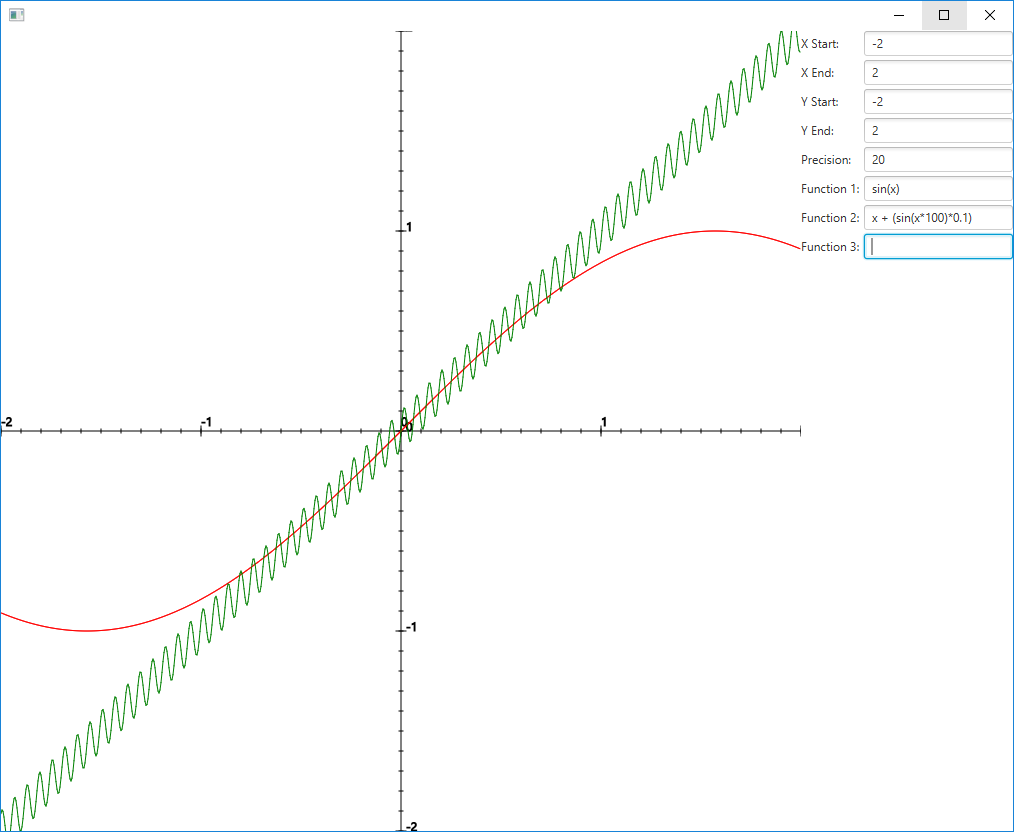 X Start: -2
X End: 2
Y Start: -2
Y End: 2
Precision: 20
Function 1: sin(x)
Function 2: x + (sin(x*100)*0.1)
Function 3:
1
-2 -1 0 0 1
-1
-2